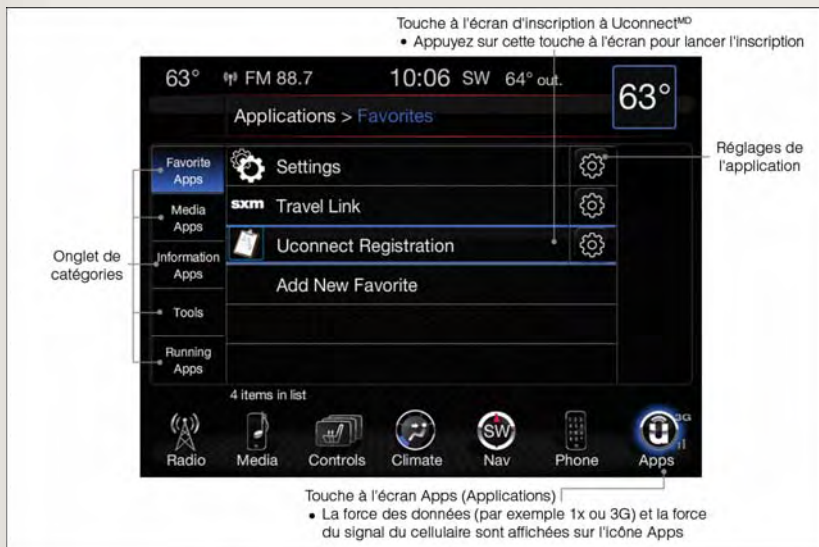 Touche à l'écran d'inscription à Uconnectᴹᴰ
• Appuyez sur cette touche à l'écran pour lancer l'inscription
63° FM 88.7 10:06 SW 64° out.
63°
Applications > Favorites
Réglages de
l'application
Favorite
Apps
Settings
Media
Apps
sxm Travel Link
Onglet de
catégories
Information
Apps
Uconnect Registration
Add New Favorite
Tools
Running
Apps
4 items in list
SW
3G
Radio Media Controls Climate Nav Phone Apps
Touche à l'écran Apps (Applications)
• La force des données (par exemple 1x ou 3G) et la force
du signal du cellulaire sont affichées sur l'icône Apps